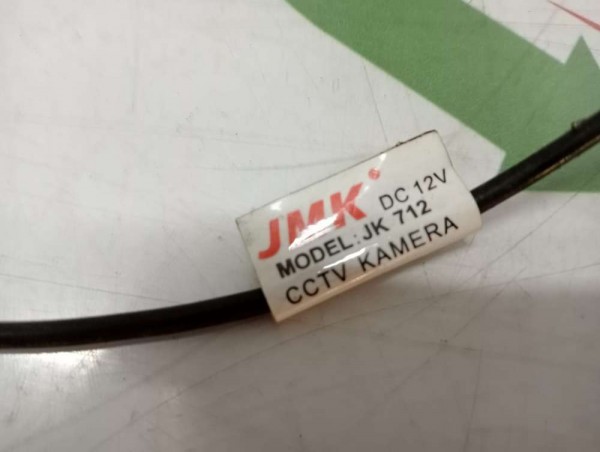 JMK DC 12V
MODEL:JK 712
CCTV KAMERA